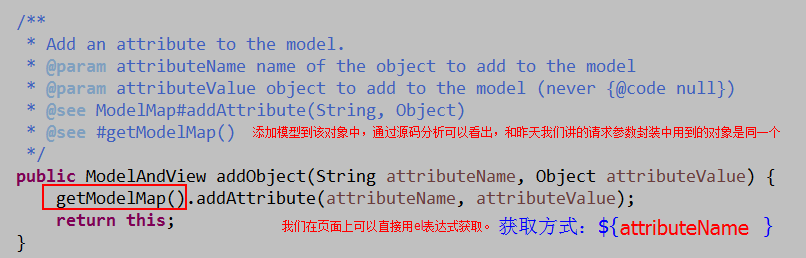 /**
* Add an attribute to the model.
* @param attributeName name of the object to add to the model
* @param attributeValue object to add to the model (never {@code null})
* @see ModelMap#addAttribute(String, Object)
* @see #getModelMap() 添加模型到该对象中，通过源码分析可以看出，和昨天我们讲的请求参数封装中用到的对象是同一个
*/
public ModelAndView addObject(String attributeName, Object attributeValue) {
getModelMap().addAttribute(attributeName, attributeValue);
return this; 我们在页面上可以直接用el表达式获取。 获取方式：${attributeName }
}